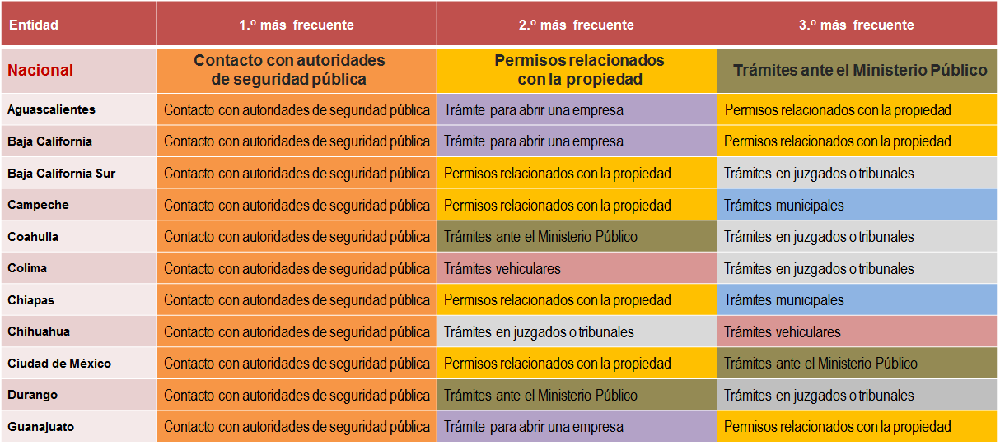 Entidad 1.º más frecuente 2.º más frecuente 3.º más frecuente
Nacional Contacto con autoridades de seguridad pública Permisos relacionados con la propiedad Trámites ante el Ministerio Público
Aguascalientes Contacto con autoridades de seguridad pública Trámite para abrir una empresa Permisos relacionados con la propiedad
Baja California Contacto con autoridades de seguridad pública Trámite para abrir una empresa Permisos relacionados con la propiedad
Baja California Sur Contacto con autoridades de seguridad pública Permisos relacionados con la propiedad Trámites en juzgados o tribunales
Campeche Contacto con autoridades de seguridad pública Permisos relacionados con la propiedad Trámites municipales
Coahuila Contacto con autoridades de seguridad pública Trámites ante el Ministerio Público Trámites en juzgados o tribunales
Colima Contacto con autoridades de seguridad pública Trámites vehiculares Trámites en juzgados o tribunales
Chiapas Contacto con autoridades de seguridad pública Permisos relacionados con la propiedad Trámites municipales
Chihuahua Contacto con autoridades de seguridad pública Trámites en juzgados o tribunales Trámites vehiculares
Ciudad de México Contacto con autoridades de seguridad pública Permisos relacionados con la propiedad Trámites ante el Ministerio Público
Durango Contacto con autoridades de seguridad pública Trámites ante el Ministerio Público Trámites en juzgados o tribunales
Guanajuato Contacto con autoridades de seguridad pública Trámite para abrir una empresa Permisos relacionados con la propiedad